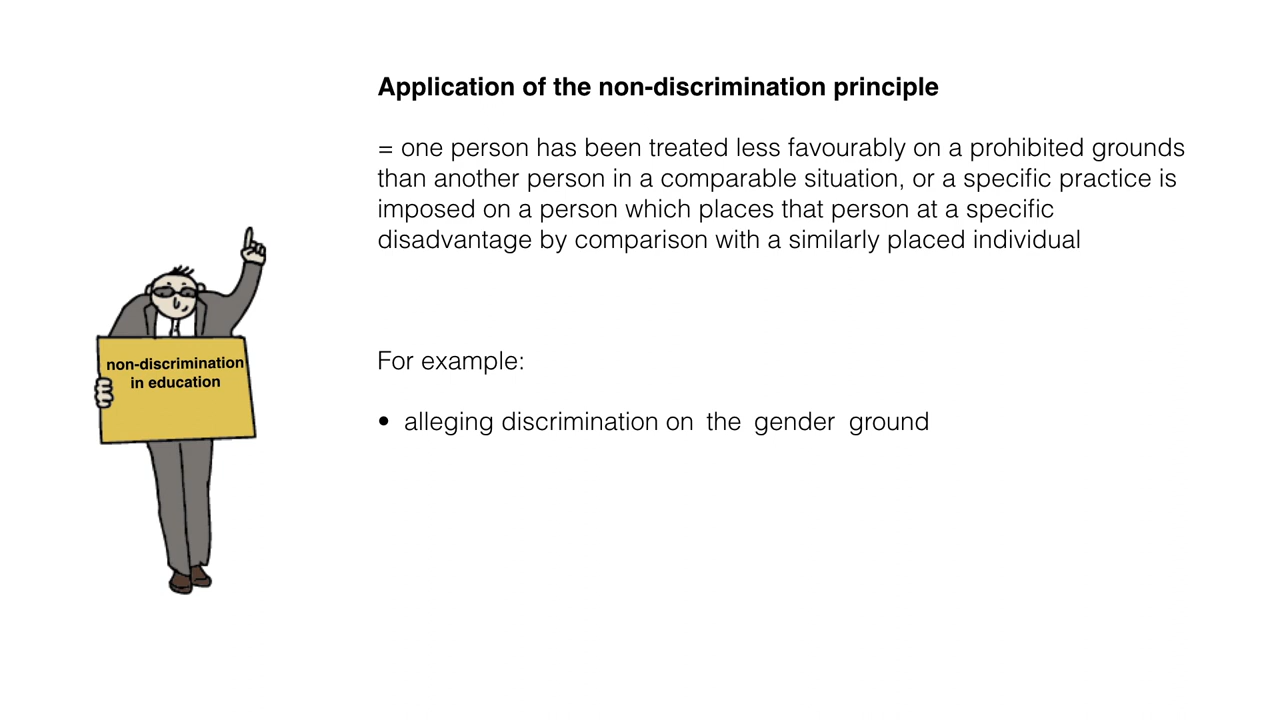 Application of the non-discrimination principle
= one person has been treated less favourably on a prohibited grounds
than another person in a comparable situation, or a specific practice is
imposed on a person which places that person at a specific
disadvantage by comparison with a similarly placed individual
non-discrimination
in education
For example:
• alleging discrimination on the gender ground